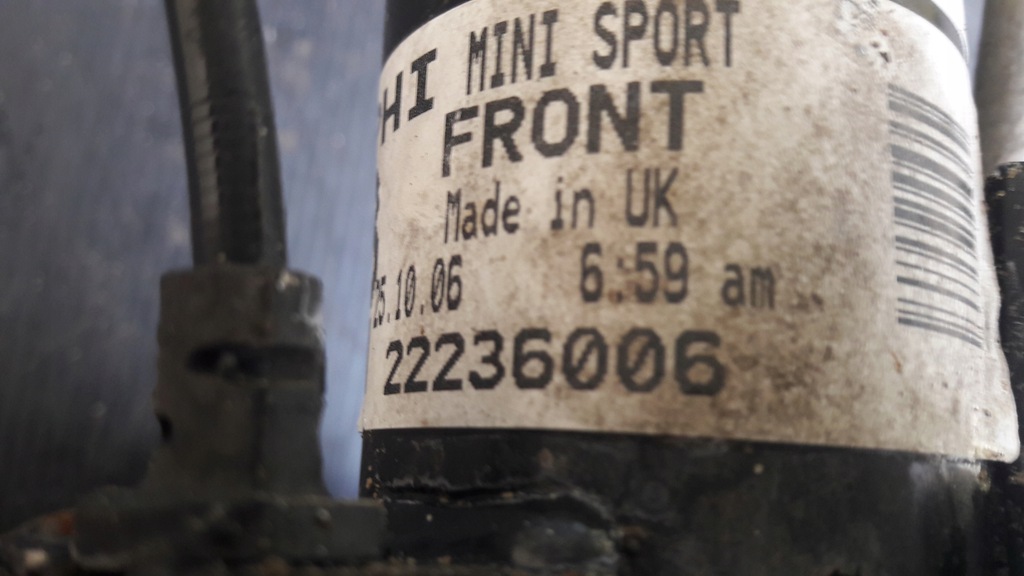 HI MINI SPORT
FRONT
Made in UK
25.10.06 6:59 am
22236006